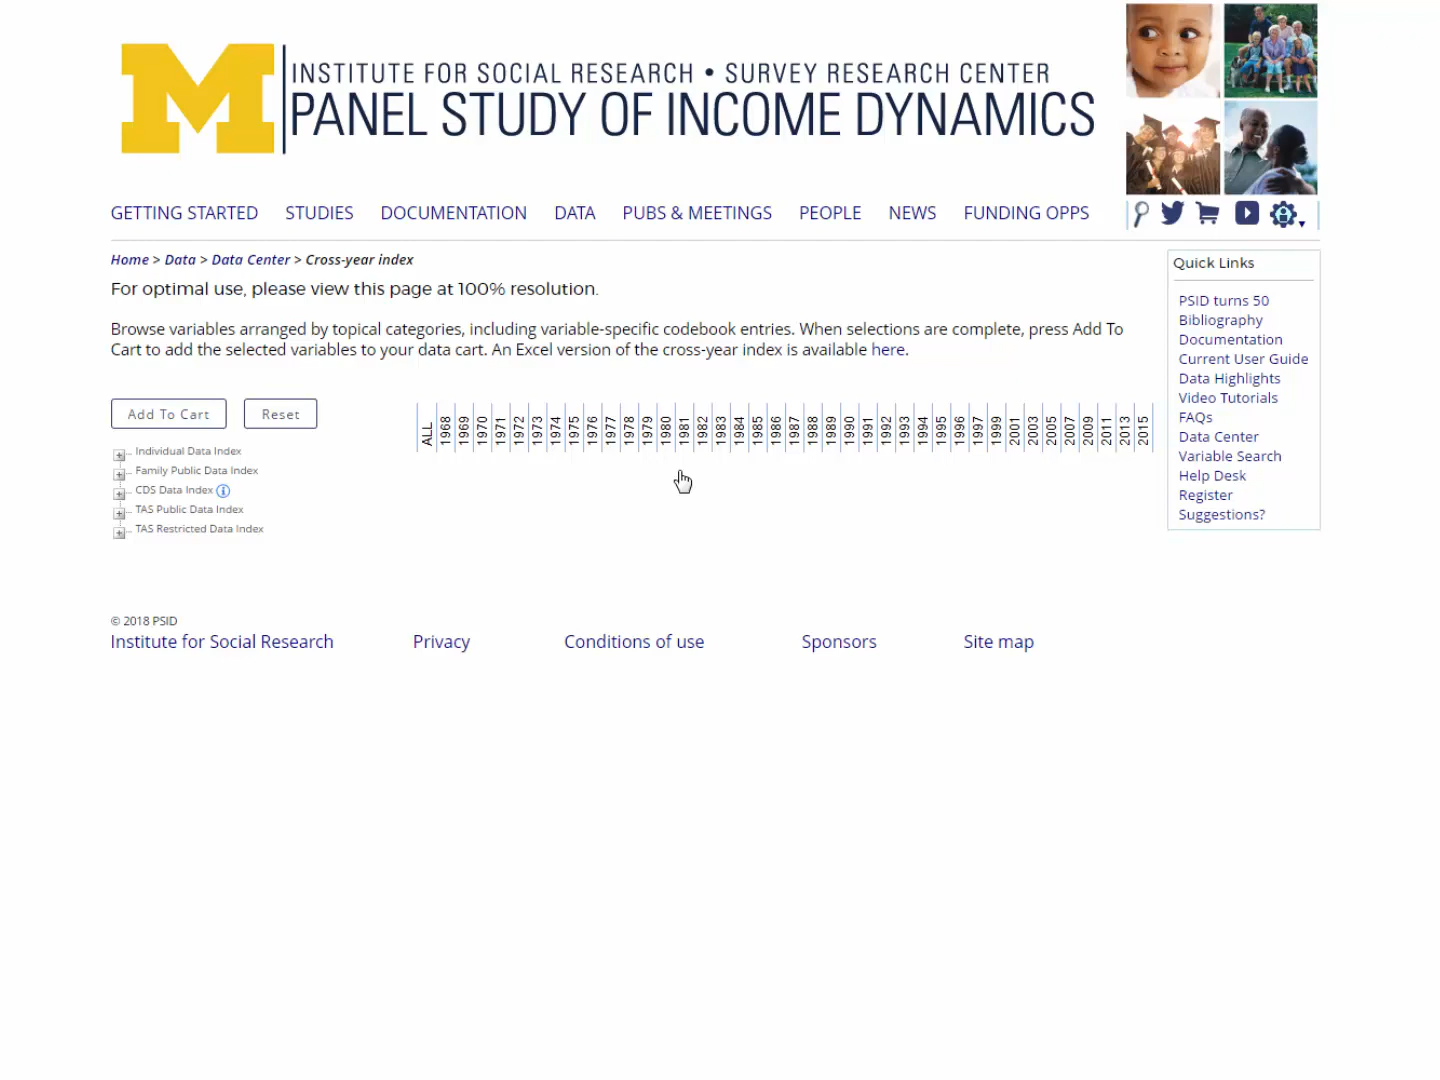 INSTITUTE FOR SOCIAL RESEARCH • SURVEY RESEARCH CENTER
PANEL STUDY OF INCOME DYNAMICS
GETTING STARTED STUDIES DOCUMENTATION DATA PUBS & MEETINGS PEOPLE NEWS FUNDING OPPS
Home > Data > Data Center > Cross-year index
For optimal use, please view this page at 100% resolution.
Browse variables arranged by topical categories, including variable-specific codebook entries. When selections are complete, press Add To
Cart to add the selected variables to your data cart. An Excel version of the cross-year index is available here.
Add To Cart Reset
ALL 1968 1969 1970 1971 1972 1973 1974 1975 1976 1977 1978 1979 1980 1981 1982 1983 1984 1985 1986 1987 1988 1989 1990 1991 1992 1993 1994 1995 1996 1997 1999 2001 2003 2005 2007 2009 2011 2013 2015
Individual Data Index
Family Public Data Index
CDS Data Index
TAS Public Data Index
TAS Restricted Data Index
Quick Links
PSID turns 50
Bibliography
Documentation
Current User Guide
Data Highlights
Video Tutorials
FAQs
Data Center
Variable Search
Help Desk
Register
Suggestions?
© 2018 PSID
Institute for Social Research Privacy Conditions of use Sponsors Site map